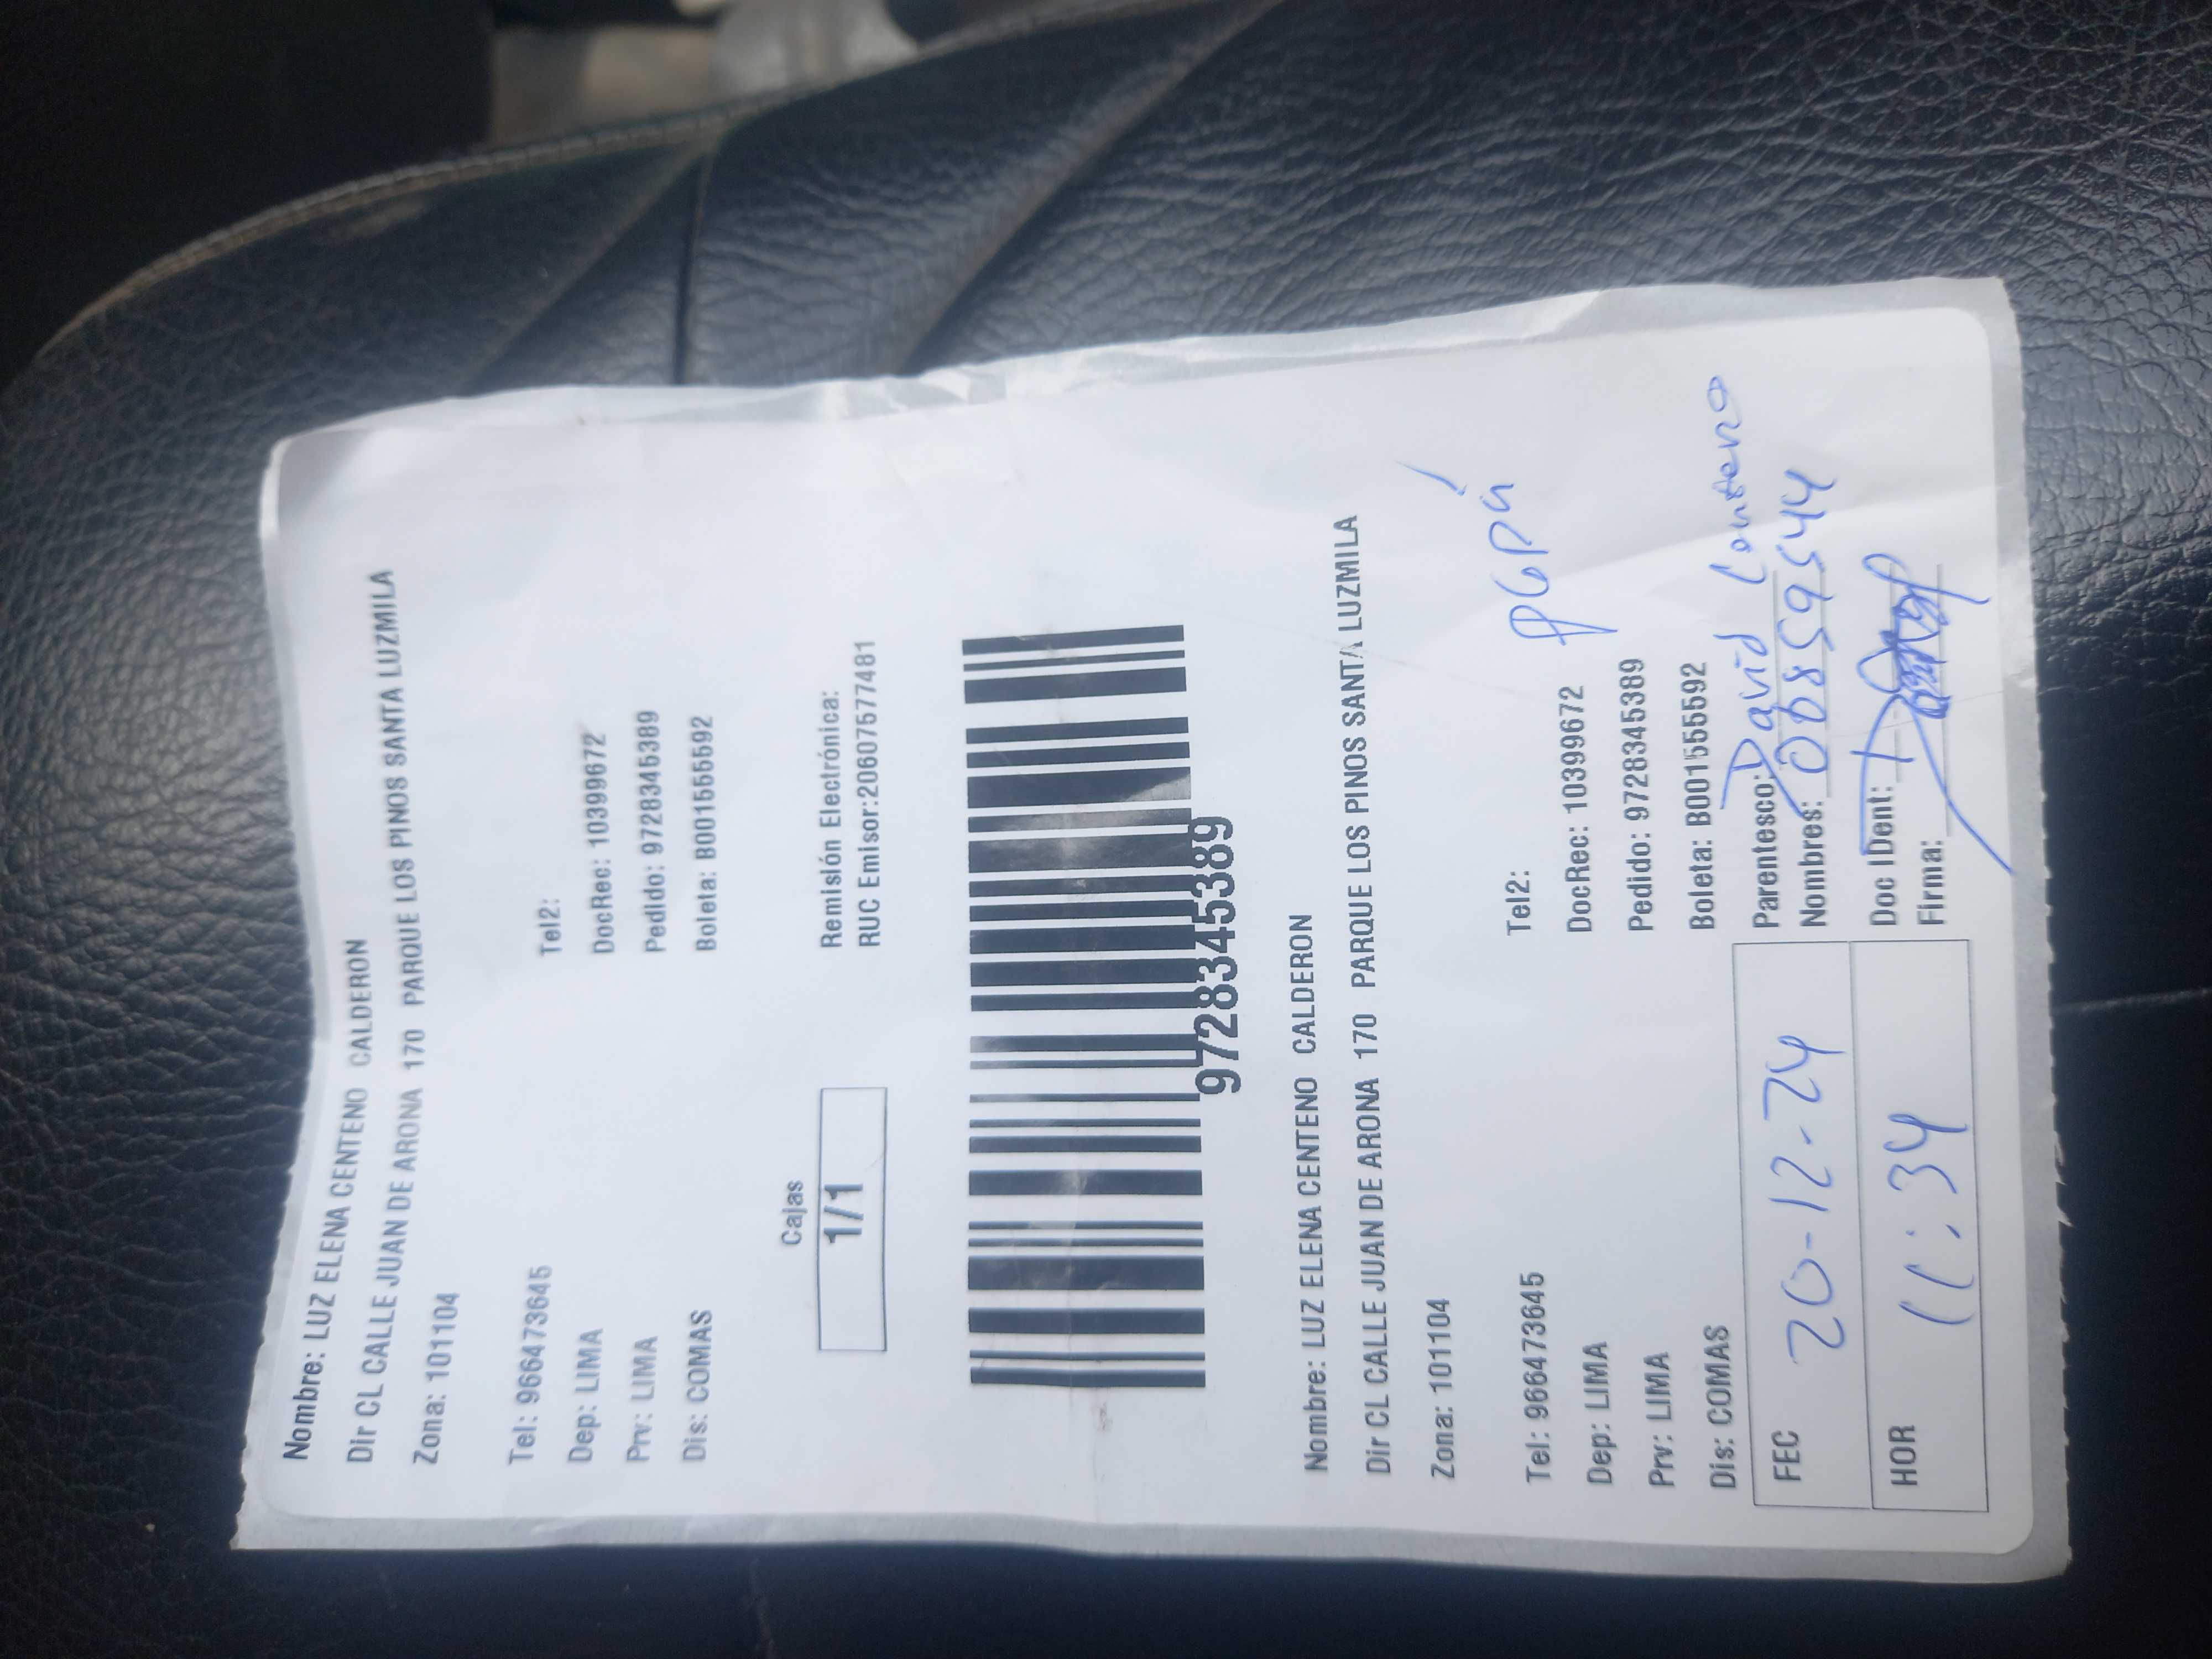 Nombre: LUZ ELENA CENTENO CALDERON
Dir CL CALLE JUAN DE ARONA 170 PARQUE LOS PINOS SANTA LUZMILA
Zona: 101104
Tel: 966473645 Tel2:
Dep: LIMA DocRec: 10399672
Prv: LIMA Pedido: 9728345389
Dis: COMAS Boleta: B001555592
Cajas
1/1
Remisión Electrónica:
RUC Emisor:20607577481
9728345389
Nombre: LUZ ELENA CENTENO CALDERON
Dir CL CALLE JUAN DE ARONA 170 PARQUE LOS PINOS SANTA LUZMILA
Zona: 101104
papá
Tel: 966473645 Tel2:
Dep: LIMA DocRec: 10399672
Prv: LIMA Pedido: 9728345389
Dis: COMAS Boleta: B001555592
FEC 20-12-24
Parentesco: David Centeno
Nombres: 06859544
HOR 11:34
Doc IDent:
Firma: